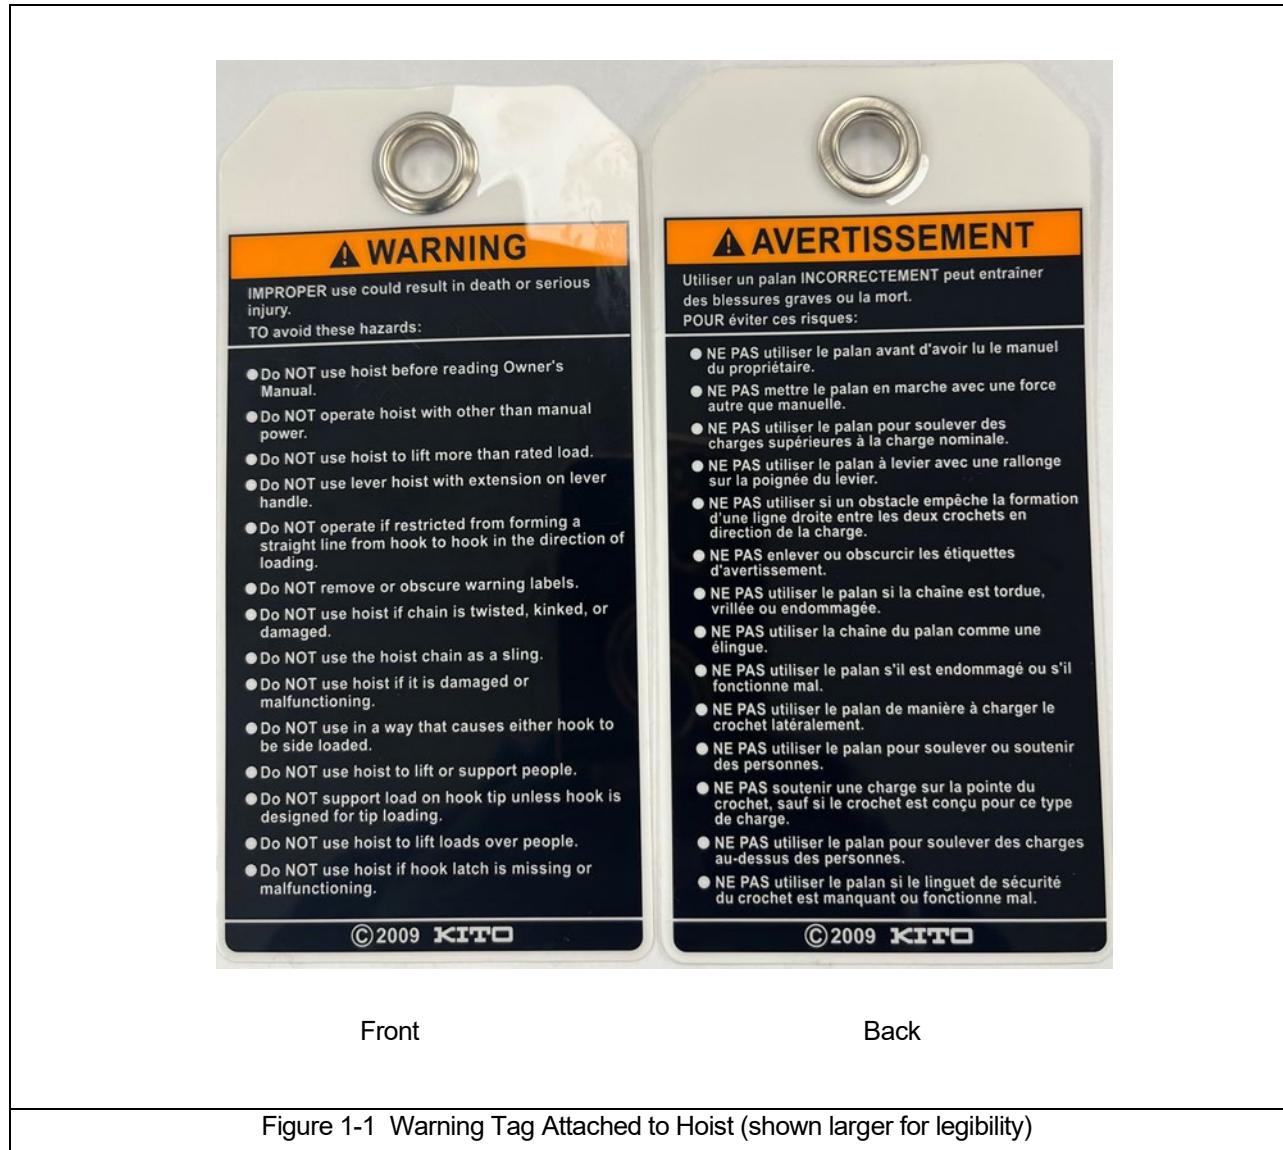 WARNING
IMPROPER use could result in death or serious
injury.
TO avoid these hazards:
●Do NOT use hoist before reading Owner's
Manual.
●Do NOT operate hoist with other than manual
power.
●Do NOT use hoist to lift more than rated load.
●Do NOT use lever hoist with extension on lever
handle.
●Do NOT operate if restricted from forming a
straight line from hook to hook in the direction of
loading.
●Do NOT remove or obscure warning labels.
●Do NOT use hoist if chain is twisted, kinked, or
damaged.
●Do NOT use the hoist chain as a sling.
●Do NOT use hoist if it is damaged or
malfunctioning.
●Do NOT use in a way that causes either hook to
be side loaded.
●Do NOT use hoist to lift or support people.
●Do NOT support load on hook tip unless hook is
designed for tip loading.
●Do NOT use hoist to lift loads over people.
●Do NOT use hoist if hook latch is missing or
malfunctioning.
©2009 KITO
AVERTISSEMENT
Utiliser un palan INCORRECTEMENT peut entraîner
des blessures graves ou la mort.
POUR éviter ces risques:
● NE PAS utiliser le palan avant d'avoir lu le manuel
du propriétaire.
● NE PAS mettre le palan en marche avec une force
autre que manuelle.
● NE PAS utiliser le palan pour soulever des
charges supérieures à la charge nominale.
● NE PAS utiliser le palan à levier avec une rallonge
sur la poignée du levier.
● NE PAS utiliser si un obstacle empêche la formation
d'une ligne droite entre les deux crochets en
direction de la charge.
● NE PAS enlever ou obscurcir les étiquettes
d'avertissement.
● NE PAS utiliser le palan si la chaîne est tordue,
vrillée ou endommagée.
● NE PAS utiliser la chaîne du palan comme une
élingue.
● NE PAS utiliser le palan s'il est endommagé ou s'il
fonctionne mal.
● NE PAS utiliser le palan de manière à charger le
crochet latéralement.
● NE PAS utiliser le palan pour soulever ou soutenir
des personnes.
● NE PAS soutenir une charge sur la pointe du
crochet, sauf si le crochet est conçu pour ce type
de charge.
● NE PAS utiliser le palan pour soulever des charges
au-dessus des personnes.
● NE PAS utiliser le palan si le linguet de sécurité
du crochet est manquant ou fonctionne mal.
©2009 KITO
Front
Back
Figure 1-1 Warning Tag Attached to Hoist (shown larger for legibility)